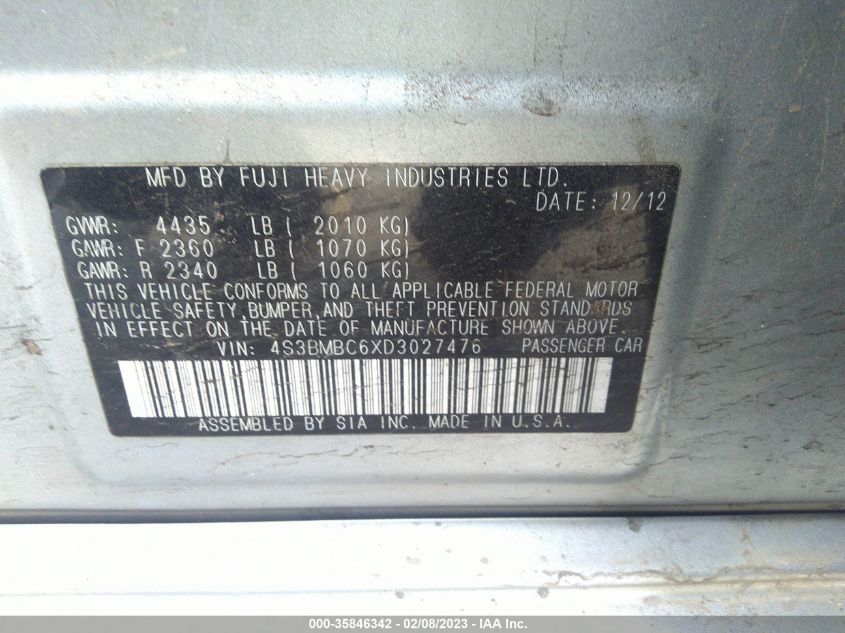 MFD BY FUJI HEAVY INDUSTRIES LTD.
DATE: 12/12
GVWR: 4435 LB ( 2010 KG)
GAWR: F 2360 LB ( 1070 KG)
GAWR: R 2340 LB ( 1060 KG)
THIS VEHICLE CONFORMS TO ALL APPLICABLE FEDERAL MOTOR
VEHICLE SAFETY, BUMPER, AND THEFT PREVENTION STANDARDS
IN EFFECT ON THE DATE OF MANUFACTURE SHOWN ABOVE.
VIN: 4S3BMBC6XD3027476 PASSENGER CAR
ASSEMBLED BY SIA INC. MADE IN U.S.A.
000-35846342 - 02/08/2023 - IAA Inc.